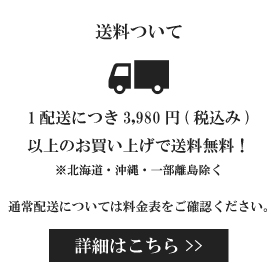 送料ついて
1配送につき3,980円(税込み)
以上のお買い上げで送料無料！
※北海道・沖縄・一部離島除く
通常配送については料金表をご確認ください。
詳細はこちら >>